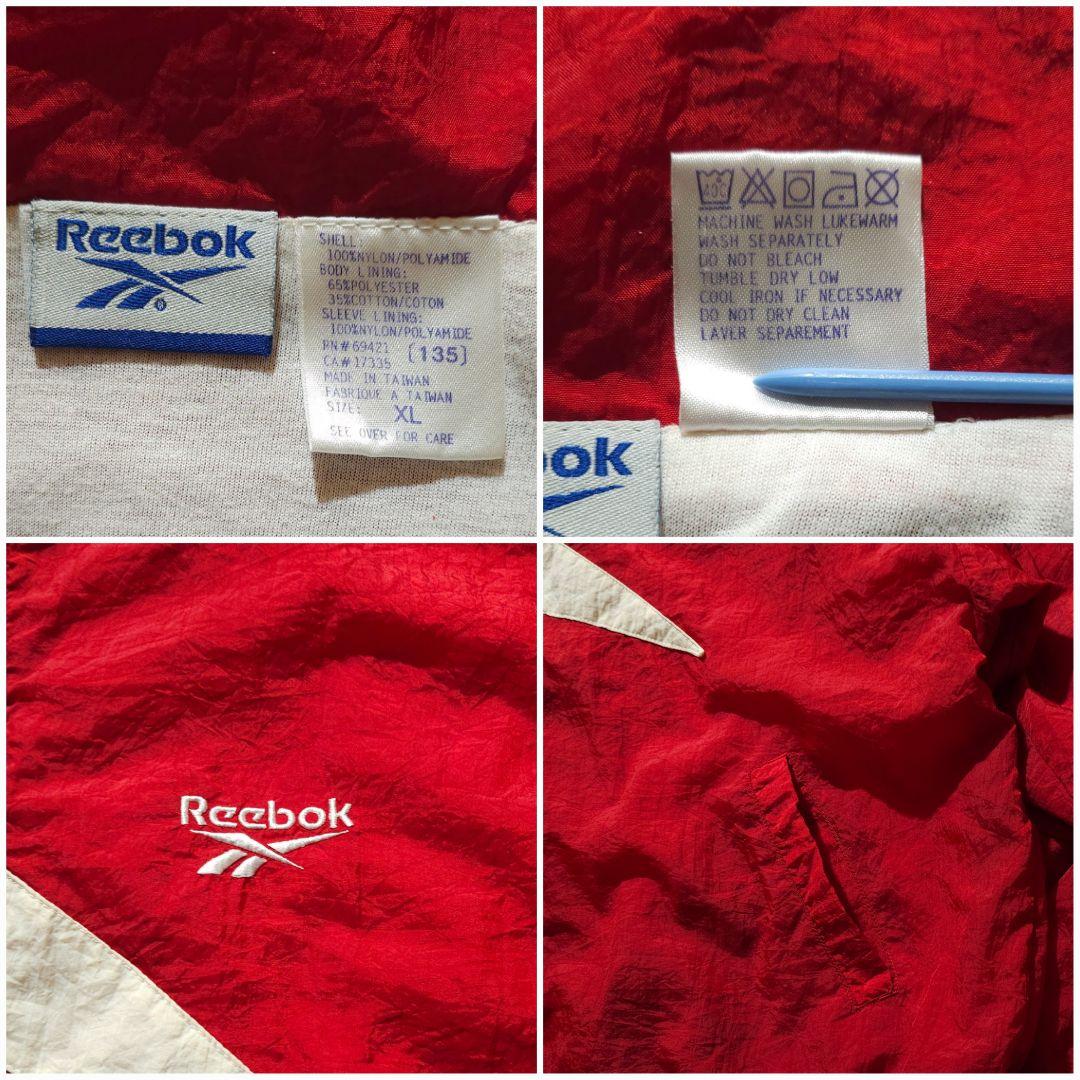 Reebok
®
SHELL:
100%NYLON/POLYAMIDE
BODY LINING:
65%POLYESTER
35%COTTON/COTON
SLEEVE LINING:
100%NYLON/POLYAMIDE
RN#69421 (135)
CA#17335
MADE IN TAIWAN
FABRIQUE A TAIWAN
SIZE: XL
SEE OVER FOR CARE
40C
MACHINE WASH LUKEWARM
WASH SEPARATELY
DO NOT BLEACH
TUMBLE DRY LOW
COOL IRON IF NECESSARY
DO NOT DRY CLEAN
LAVER SEPAREMENT
ok
Reebok